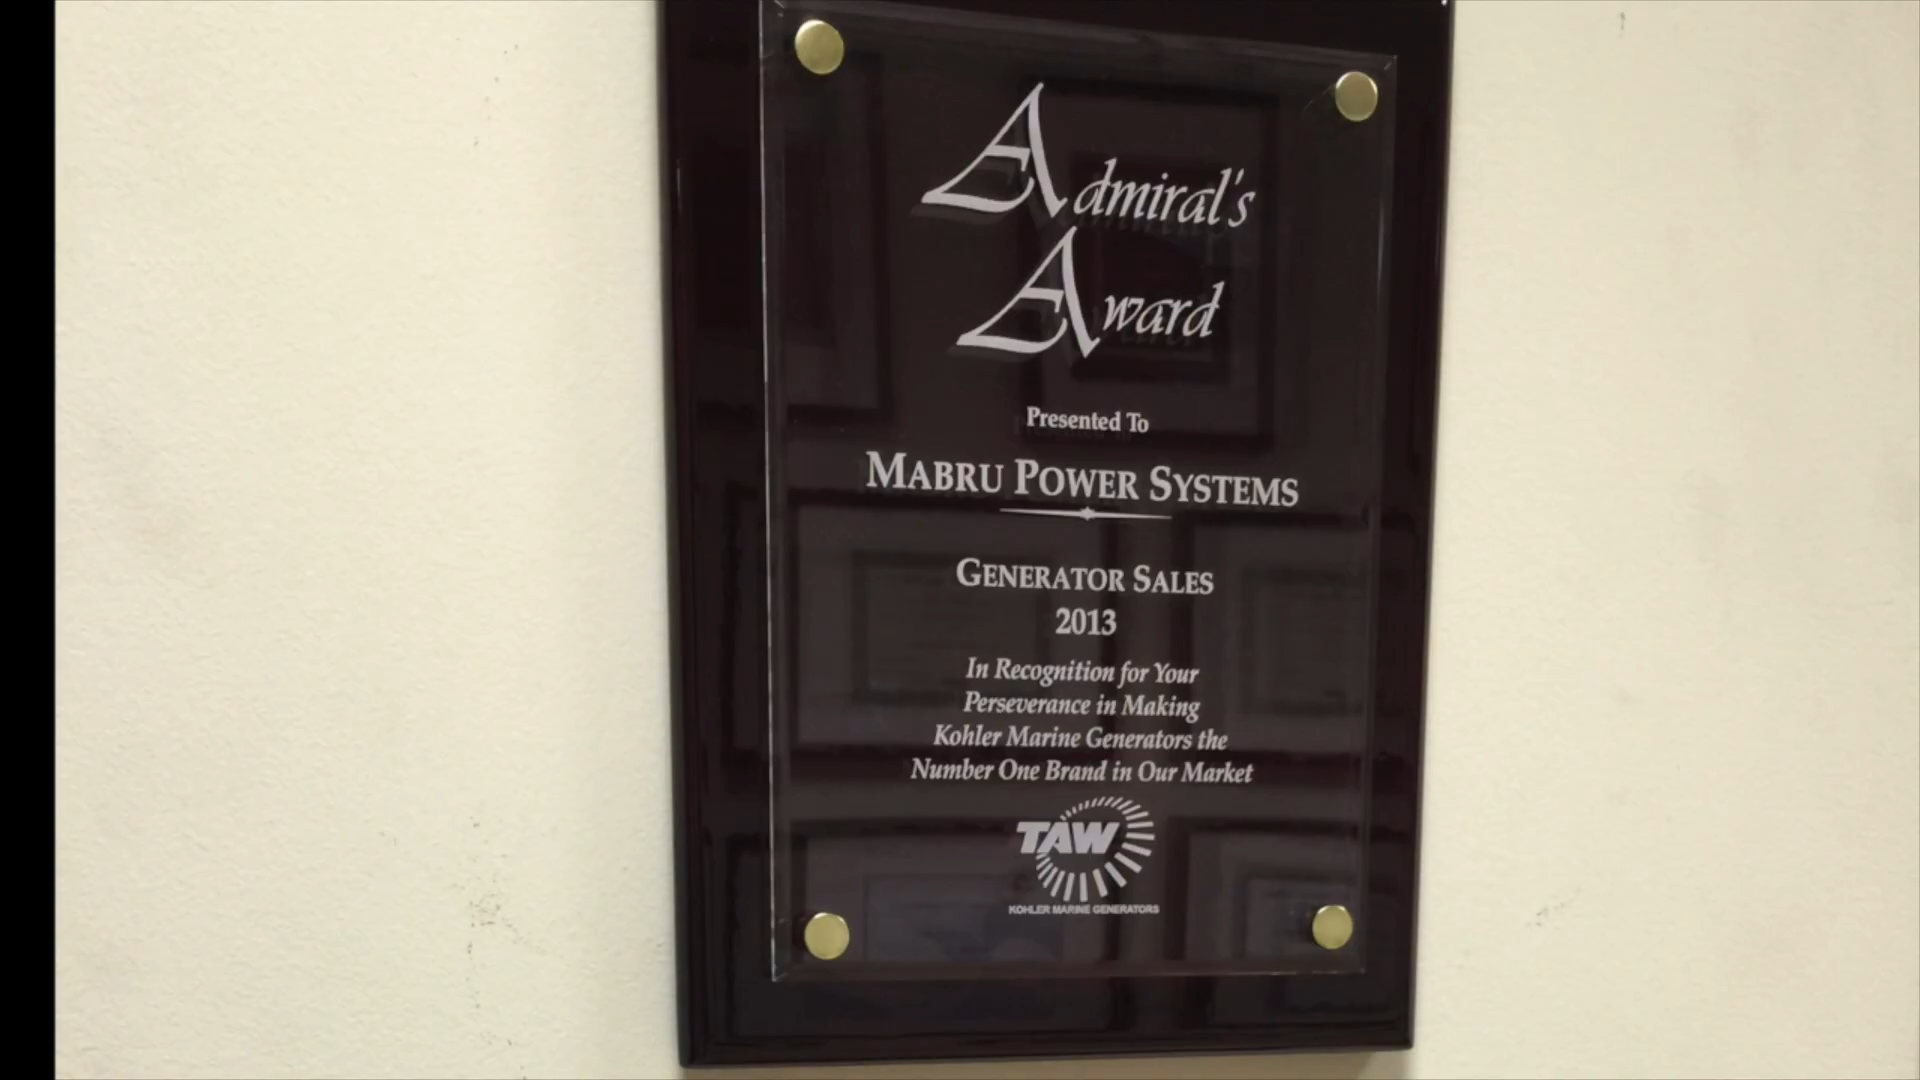 Admiral's
Award
Presented To
MABRU POWER SYSTEMS
GENERATOR SALES
2013
In Recognition for Your
Perseverance in Making
Kohler Marine Generators the
Number One Brand in Our Market
TAW
KOHLER MARINE GENERATORS